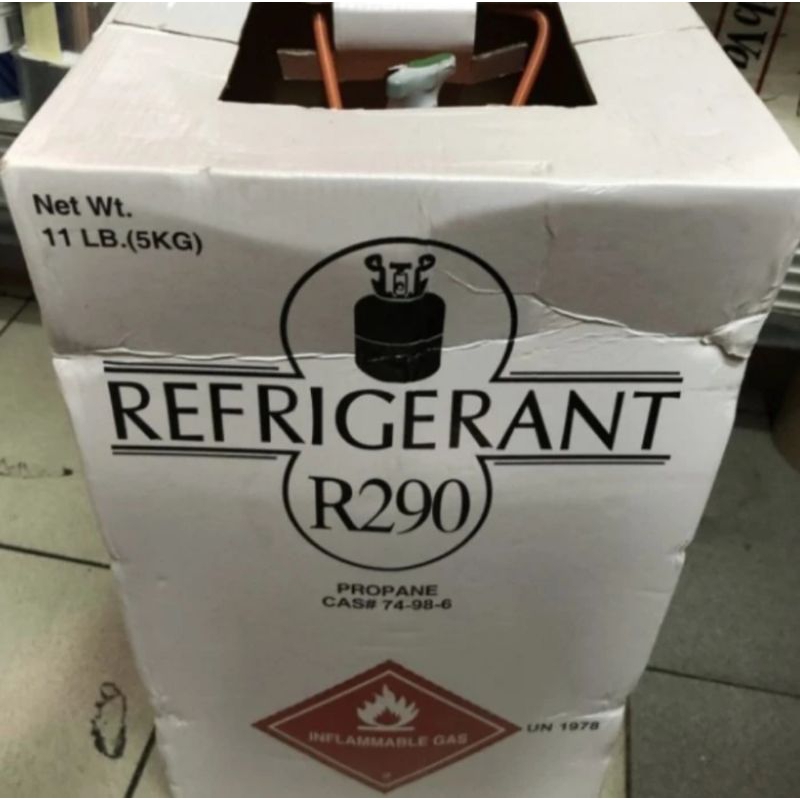 Net Wt.
11 LB.(5KG)
REFRIGERANT
R290
PROPANE
CAS# 74-98-6
INFLAMMABLE GAS
UN 1978